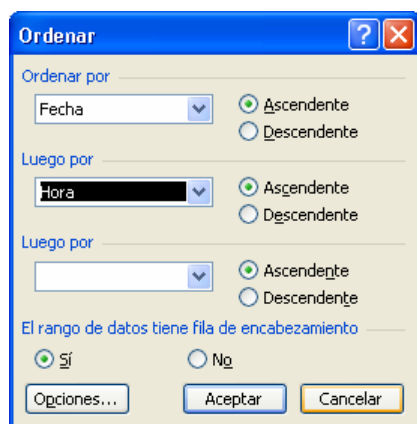 Ordenar
Ordenar por
Fecha
Ascendente
Descendente
Luego por
Hora
Ascendente
Descendente
Luego por
Ascendente
Descendente
El rango de datos tiene fila de encabezamiento
Sí No
Opciones... Aceptar Cancelar